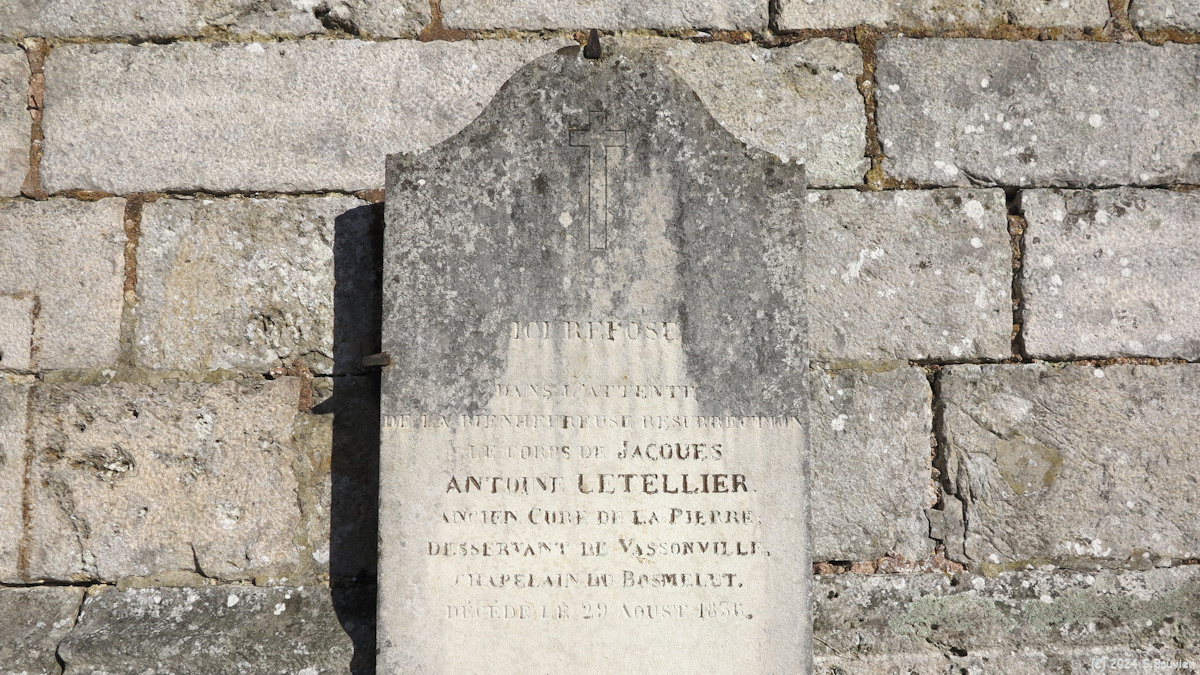 ICI REPOSE
DANS L'ATTENTE
DE LA BIENHEUREUSE RESURRECTION
LE CORPS DE JACQUES
ANTOINE LETELLIER.
ANCIEN CURE DE LA PIERRE,
DESSERVANT DE VASSONVILLE,
CHAPELAIN DU BOSMELET.
DÉCÉDÉ LE 29 AOUST 1836.
(C) 2024 S.Bouvier